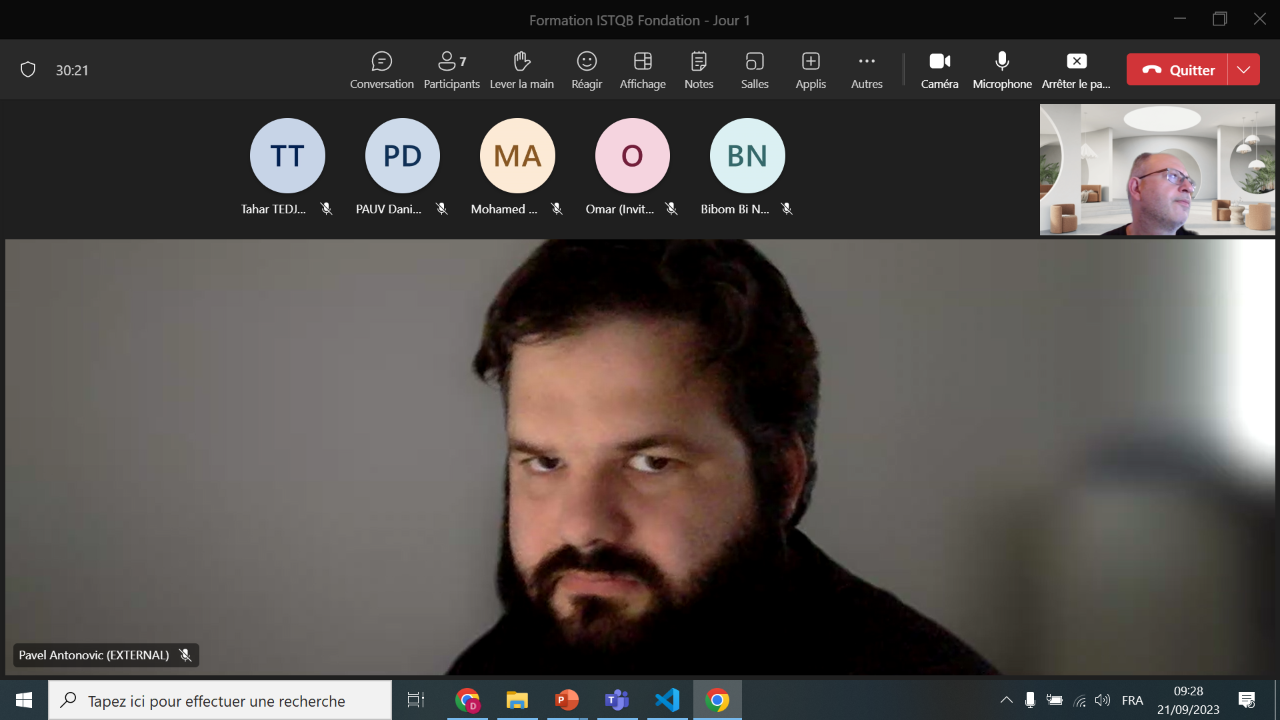 Formation ISTQB Fondation - Jour 1
30:21
Conversation
7
Participants
Lever la main
Réagir
Affichage
Notes
Salles
Applis
Autres
Caméra
Microphone
Arrêter le pa...
Quitter
TT
PD
MA
O
BN
Tahar TEDJ...
PAUV Dani...
Mohamed ...
Omar (Invit...
Bibom Bi N...
Pavel Antonovic (EXTERNAL)
Tapez ici pour effectuer une recherche
D
FRA
09:28
21/09/2023